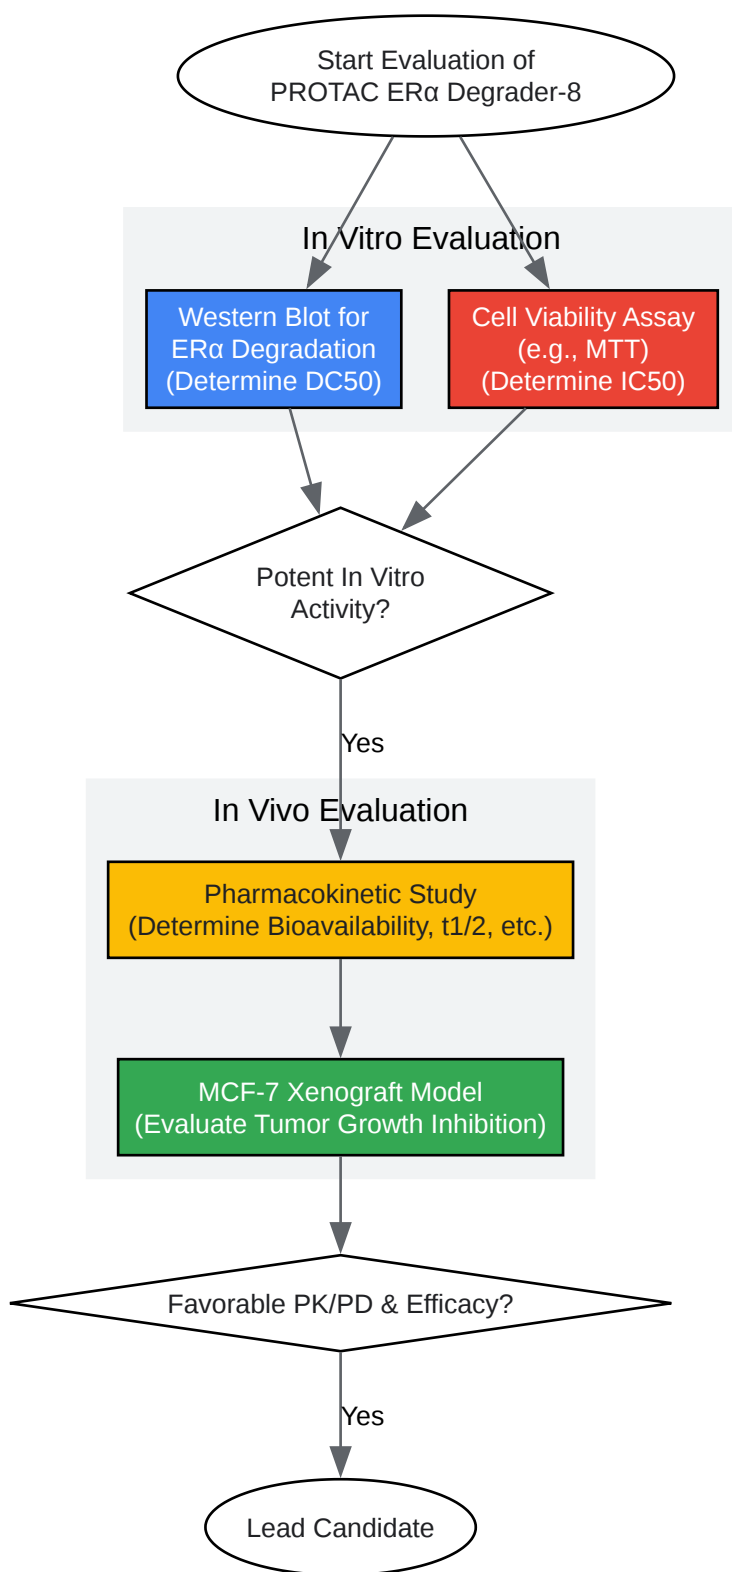 Start Evaluation of
PROTAC ERα Degrader-8
In Vitro Evaluation
Western Blot for
ERα Degradation
(Determine DC50)
Cell Viability Assay
(e.g., MTT)
(Determine IC50)
Potent In Vitro
Activity?
Yes
In Vivo Evaluation
Pharmacokinetic Study
(Determine Bioavailability, t1/2, etc.)
MCF-7 Xenograft Model
(Evaluate Tumor Growth Inhibition)
Favorable PK/PD & Efficacy?
Yes
Lead Candidate